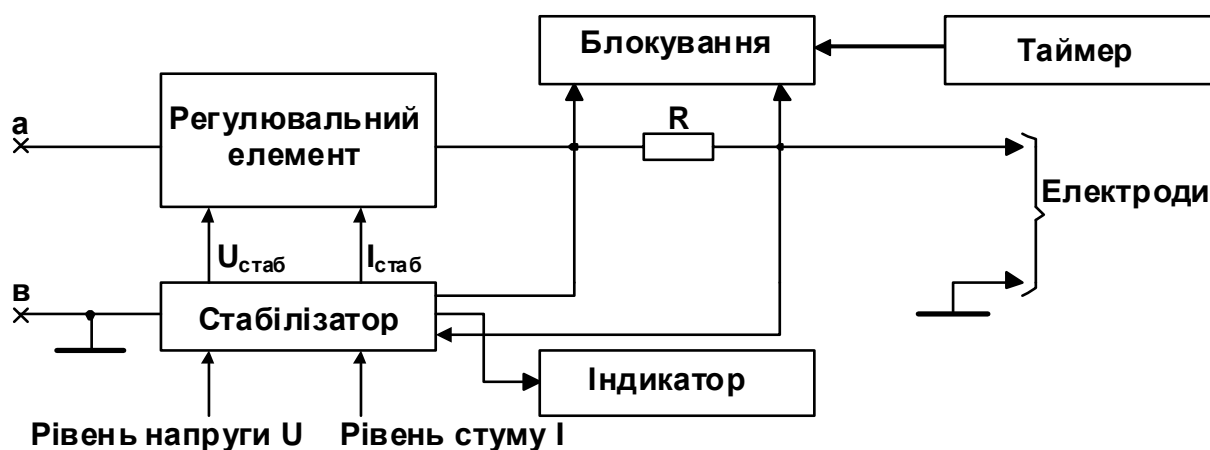 Блокування
Таймер
а
Регулювальний
елемент
R
Електроди
Uстаб
Iстаб
в
Стабілізатор
Індикатор
Рівень напруги U
Рівень стуму I